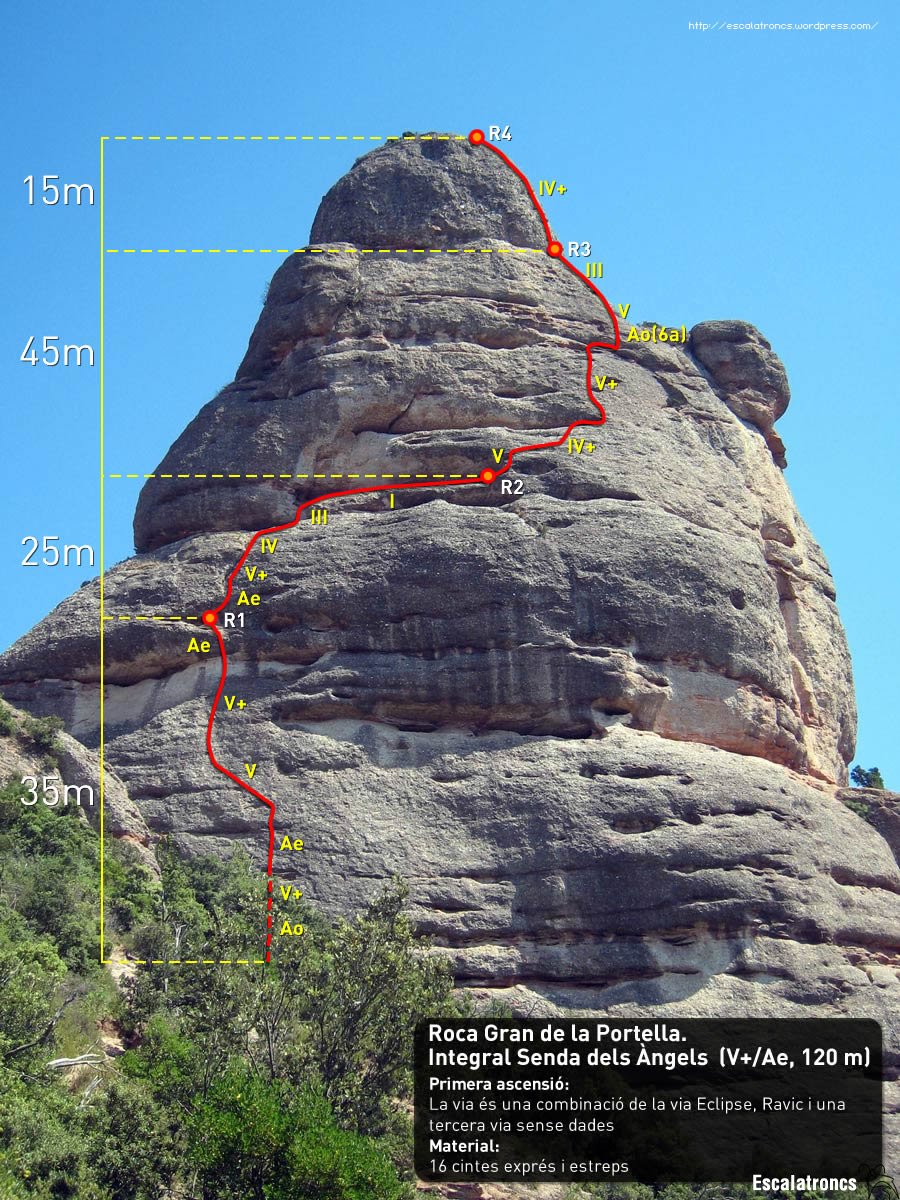 http://escalatroncs.wordpress.com/
R4
15m
IV+
R3
III
V
Ao(6a)
45m
V+
IV+
V
R2
I
III
IV
25m
V+
Ae
R1
Ae
V+
V
35m
Ae
V+
Ao
Roca Gran de la Portella.
Integral Senda dels Àngels (V+/Ae, 120 m)
Primera ascensió:
La via és una combinació de la via Eclipse, Ravic i una
tercera via sense dades
Material:
16 cintes exprés i estreps
Escalatroncs